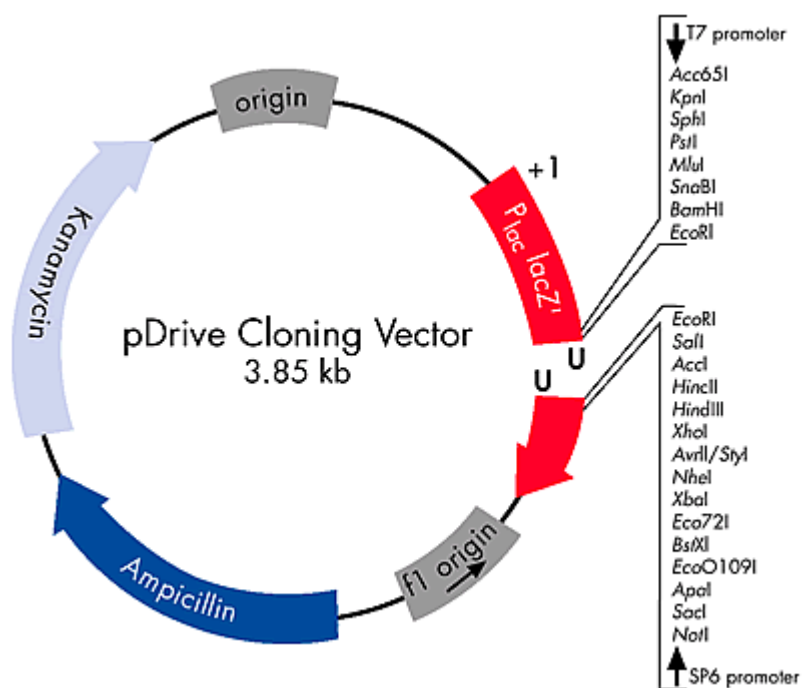 origin
Kanamycin
Ampicillin
f1 origin
+1
Plac lacZ'
U
U
pDrive Cloning Vector
3.85 kb
T7 promoter
Acc65I
KpnI
SphI
PstI
MluI
SnaBI
BamHI
EcoRI
EcoRI
SalI
AccI
HincII
HindIII
XhoI
AvrII/StyI
NheI
XbaI
Eco72I
BstXI
EcoO109I
ApaI
SacI
NotI
SP6 promoter